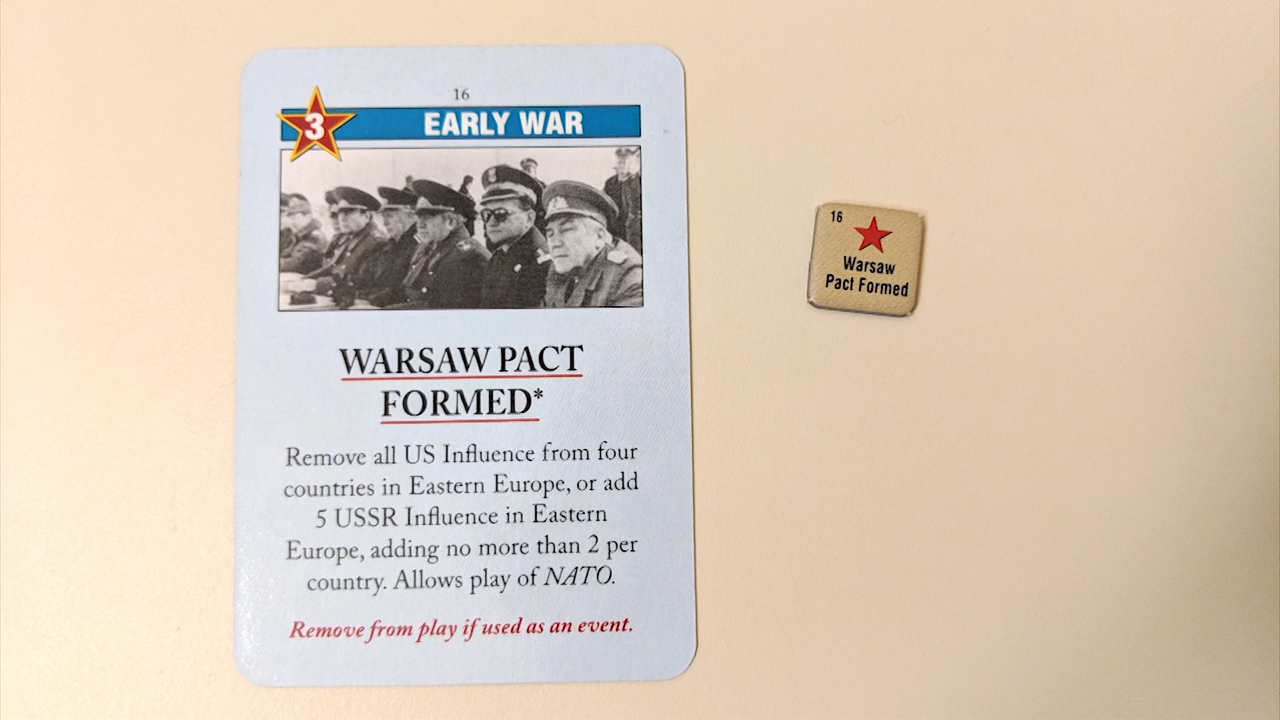 16
3 EARLY WAR
WARSAW PACT
FORMED*
Remove all US Influence from four
countries in Eastern Europe, or add
5 USSR Influence in Eastern
Europe, adding no more than 2 per
country. Allows play of NATO.
Remove from play if used as an event.
16
Warsaw
Pact Formed